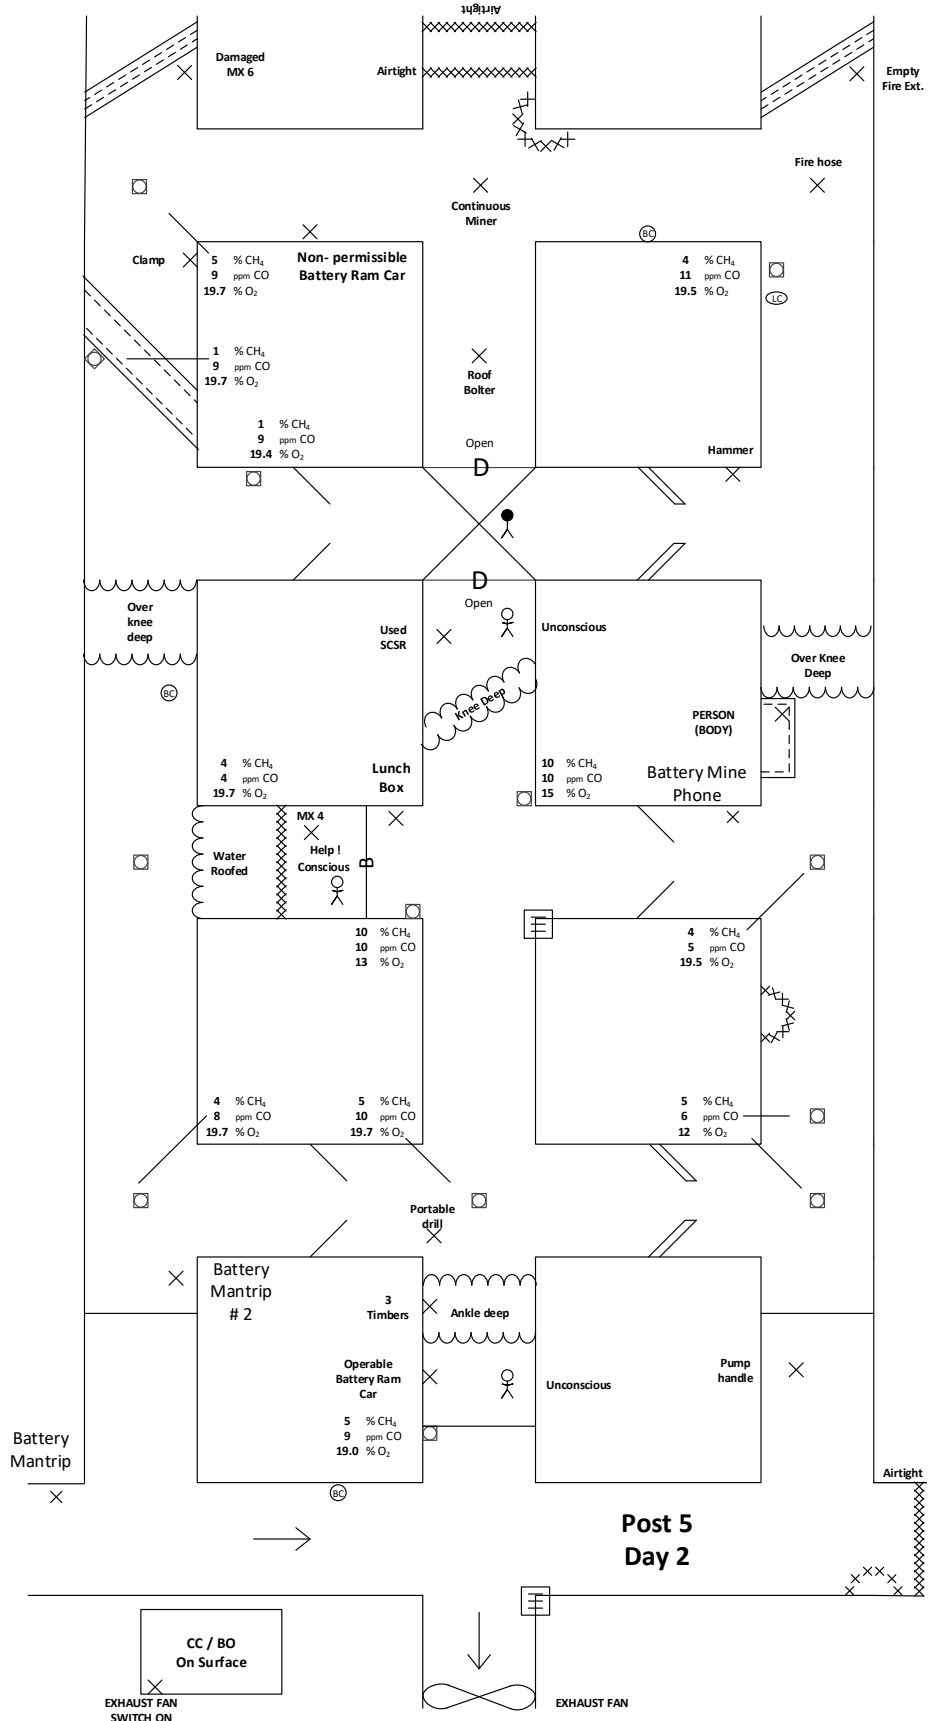 Airtight
Damaged
MX 6
Airtight
Empty
Fire Ext.
Fire hose
Continuous
Miner
BC
Clamp
5 % CH₄
9 ppm CO
19.7 % O₂
Non- permissible
Battery Ram Car
4 % CH₄
11 ppm CO
19.5 % O₂
LC
1 % CH₄
9 ppm CO
19.7 % O₂
Roof
Bolter
1 % CH₄
9 ppm CO
19.4 % O₂
Open
D
Hammer
D
Open
Over
knee
deep
Used
SCSR
Unconscious
Over Knee
Deep
BC
Knee Deep
PERSON
(BODY)
4 % CH₄
4 ppm CO
19.7 % O₂
Lunch
Box
10 % CH₄
10 ppm CO
15 % O₂
Battery Mine
Phone
MX 4
Water
Roofed
Help !
Conscious
B
10 % CH₄
10 ppm CO
13 % O₂
4 % CH₄
5 ppm CO
19.5 % O₂
4 % CH₄
8 ppm CO
19.7 % O₂
5 % CH₄
10 ppm CO
19.7 % O₂
5 % CH₄
6 ppm CO
12 % O₂
Portable
drill
Battery
Mantrip
# 2
3
Timbers
Ankle deep
Operable
Battery Ram
Car
Unconscious
Pump
handle
5 % CH₄
9 ppm CO
19.0 % O₂
Battery
Mantrip
Airtight
BC
Post 5
Day 2
CC / BO
On Surface
EXHAUST FAN
SWITCH ON
EXHAUST FAN